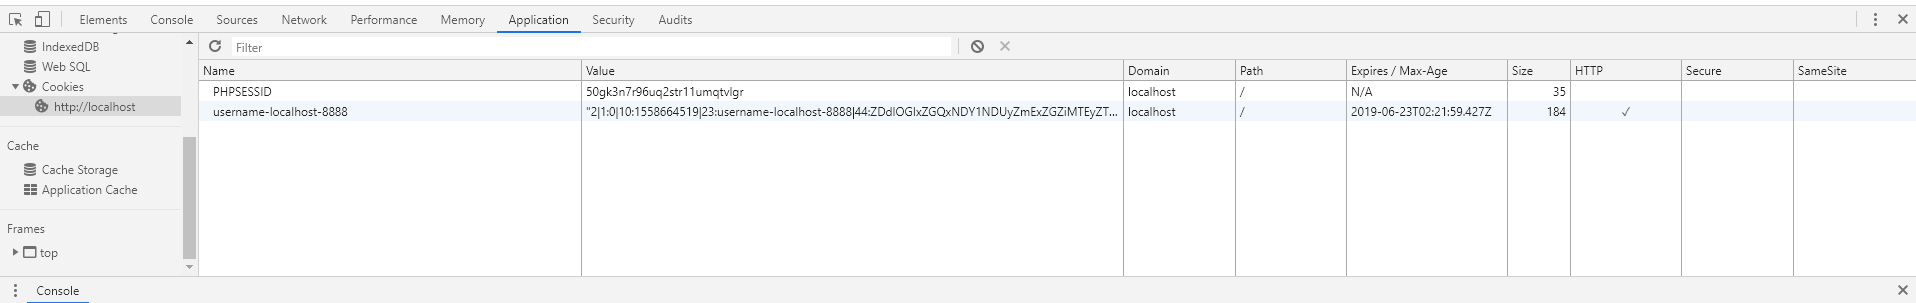 Elements Console Sources Network Performance Memory Application Security Audits
IndexedDB
Web SQL
Cookies
http://localhost
Cache
Cache Storage
Application Cache
Frames
top
Filter
Name Value Domain Path Expires / Max-Age Size HTTP Secure SameSite
PHPSESSID 50gk3n7r96uq2str11umqtvlgr localhost / N/A 35
username-localhost-8888 "2|1:0|10:1558664519|23:username-localhost-8888|44:ZDdlOGIxZGQxNDY1NDUyZmExZGZiMTEyZT... localhost / 2019-06-23T02:21:59.427Z 184 ✓
Console